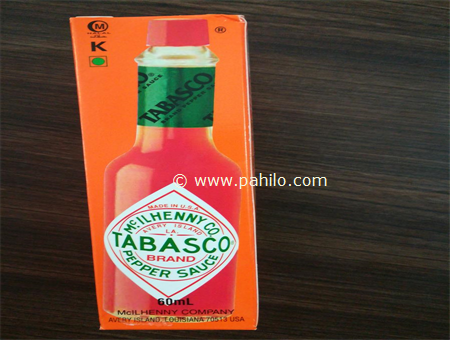 M
K
®
TABASCO
© www.pahilo.com
MADE IN U.S.A.
McILHENNY CO.
AVERY ISLAND
LA.
TABASCO®
BRAND
PEPPER SAUCE
60mL
McILHENNY COMPANY
AVERY ISLAND, LOUISIANA 70513 USA